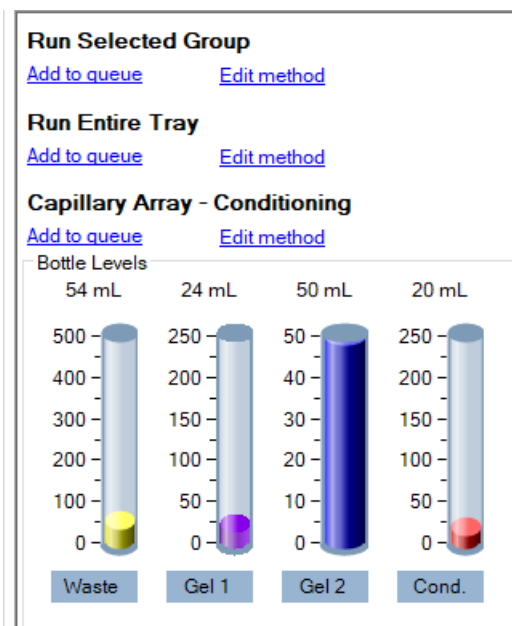 Run Selected Group
Add to queue Edit method
Run Entire Tray
Add to queue Edit method
Capillary Array - Conditioning
Add to queue Edit method
Bottle Levels
54 mL 24 mL 50 mL 20 mL
500 250 50 250
400 200 40 200
300 150 30 150
200 100 20 100
100 50 10 50
0 0 0 0
Waste Gel 1 Gel 2 Cond.